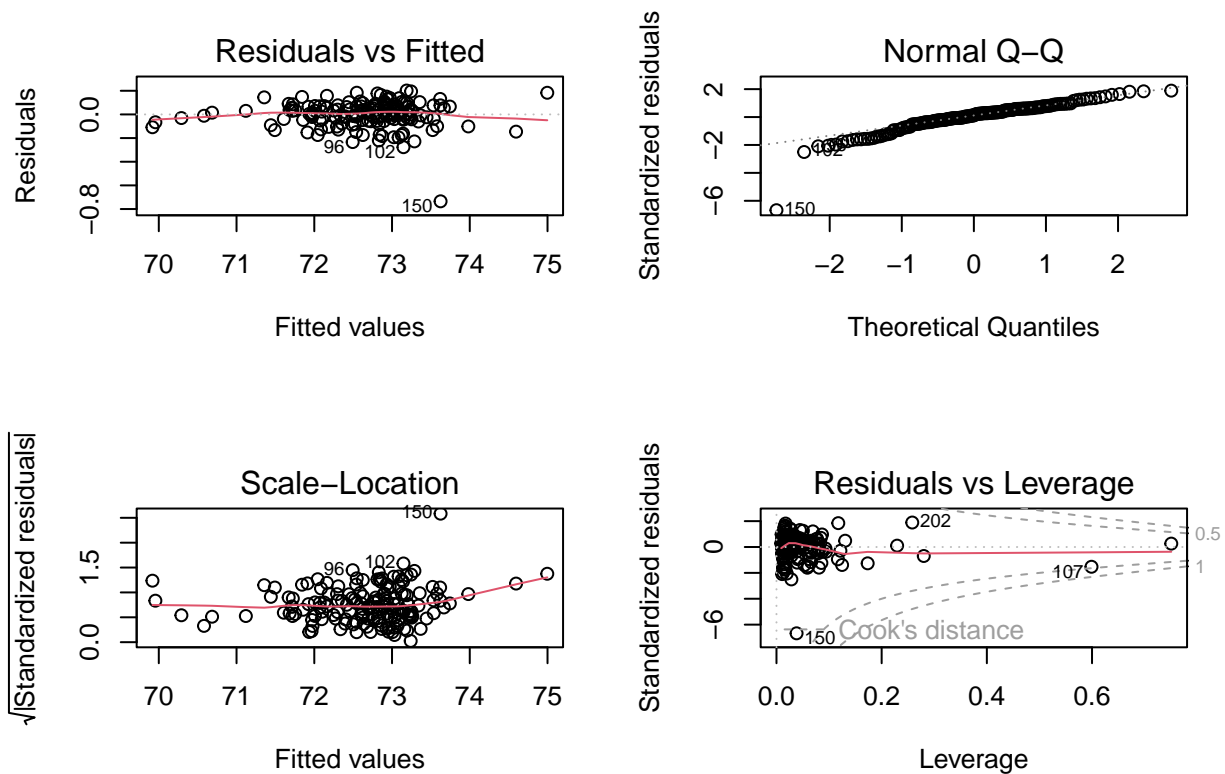 Residuals vs Fitted
Residuals
0.0
−0.8
96
102
150
70 71 72 73 74 75
Fitted values
Normal Q−Q
Standardized residuals
2
−2
−6
102
150
−2 −1 0 1 2
Theoretical Quantiles
Scale−Location
√|Standardized residuals|
1.5
0.0
150
102
96
70 71 72 73 74 75
Fitted values
Residuals vs Leverage
Standardized residuals
0
−6
202
107
150
Cook's distance
0.5
1
0.0 0.2 0.4 0.6
Leverage